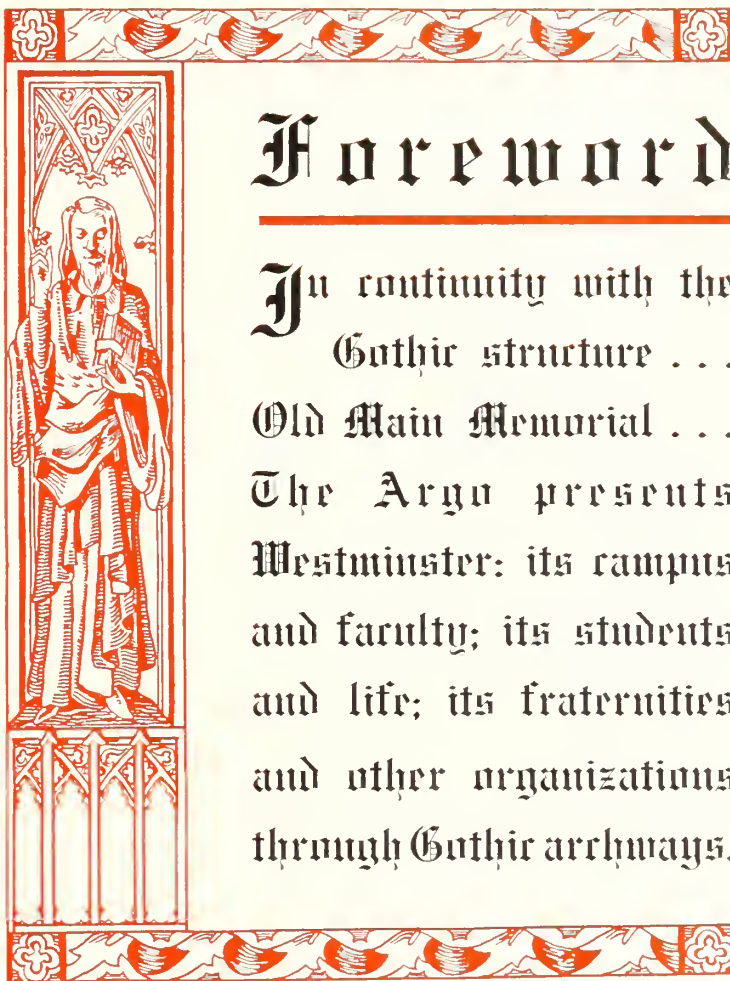 Foreword
In continuity with the
Gothic structure . . .
Old Main Memorial . . .
The Argo presents
Westminster: its campus
and faculty; its students
and life; its fraternities
and other organizations
through Gothic archways.